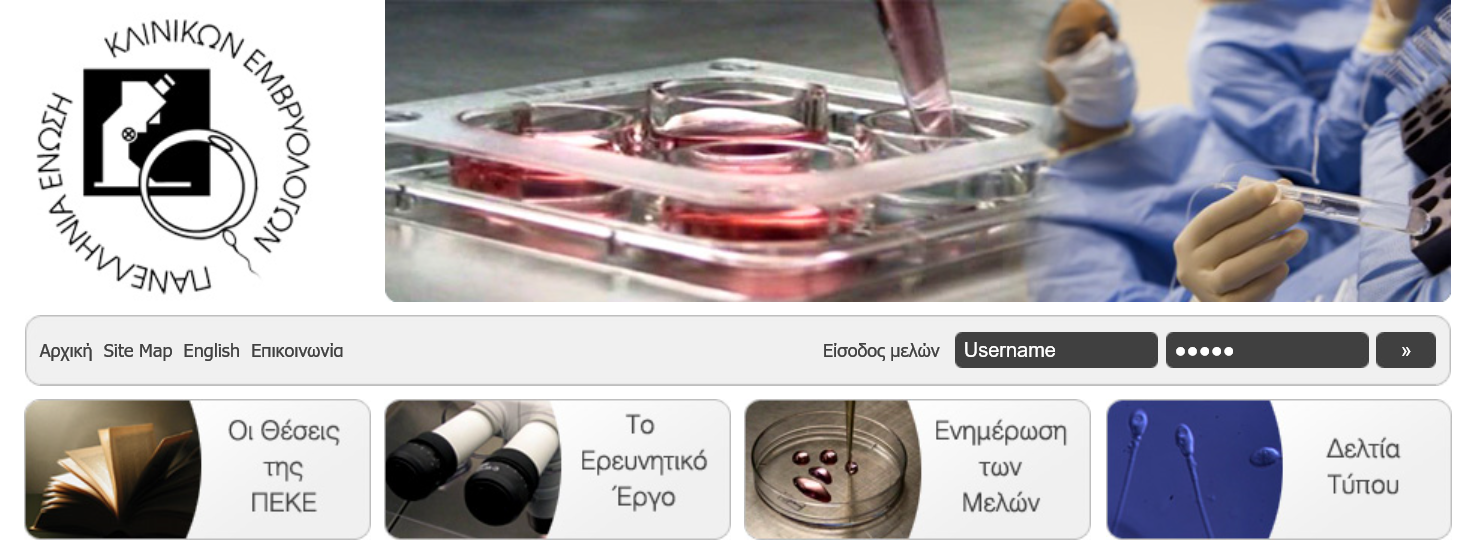 ΠΑΝΕΛΛΗΝΙΑ ΕΝΩΣΗ ΚΛΙΝΙΚΩΝ ΕΜΒΡΥΟΛΟΓΩΝ
Αρχική Site Map English Επικοινωνία
Είσοδος μελών Username ●●●●● »
Οι Θέσεις
της
ΠΕΚΕ
Το
Ερευνητικό
Έργο
Ενημέρωση
των
Μελών
Δελτία
Τύπου